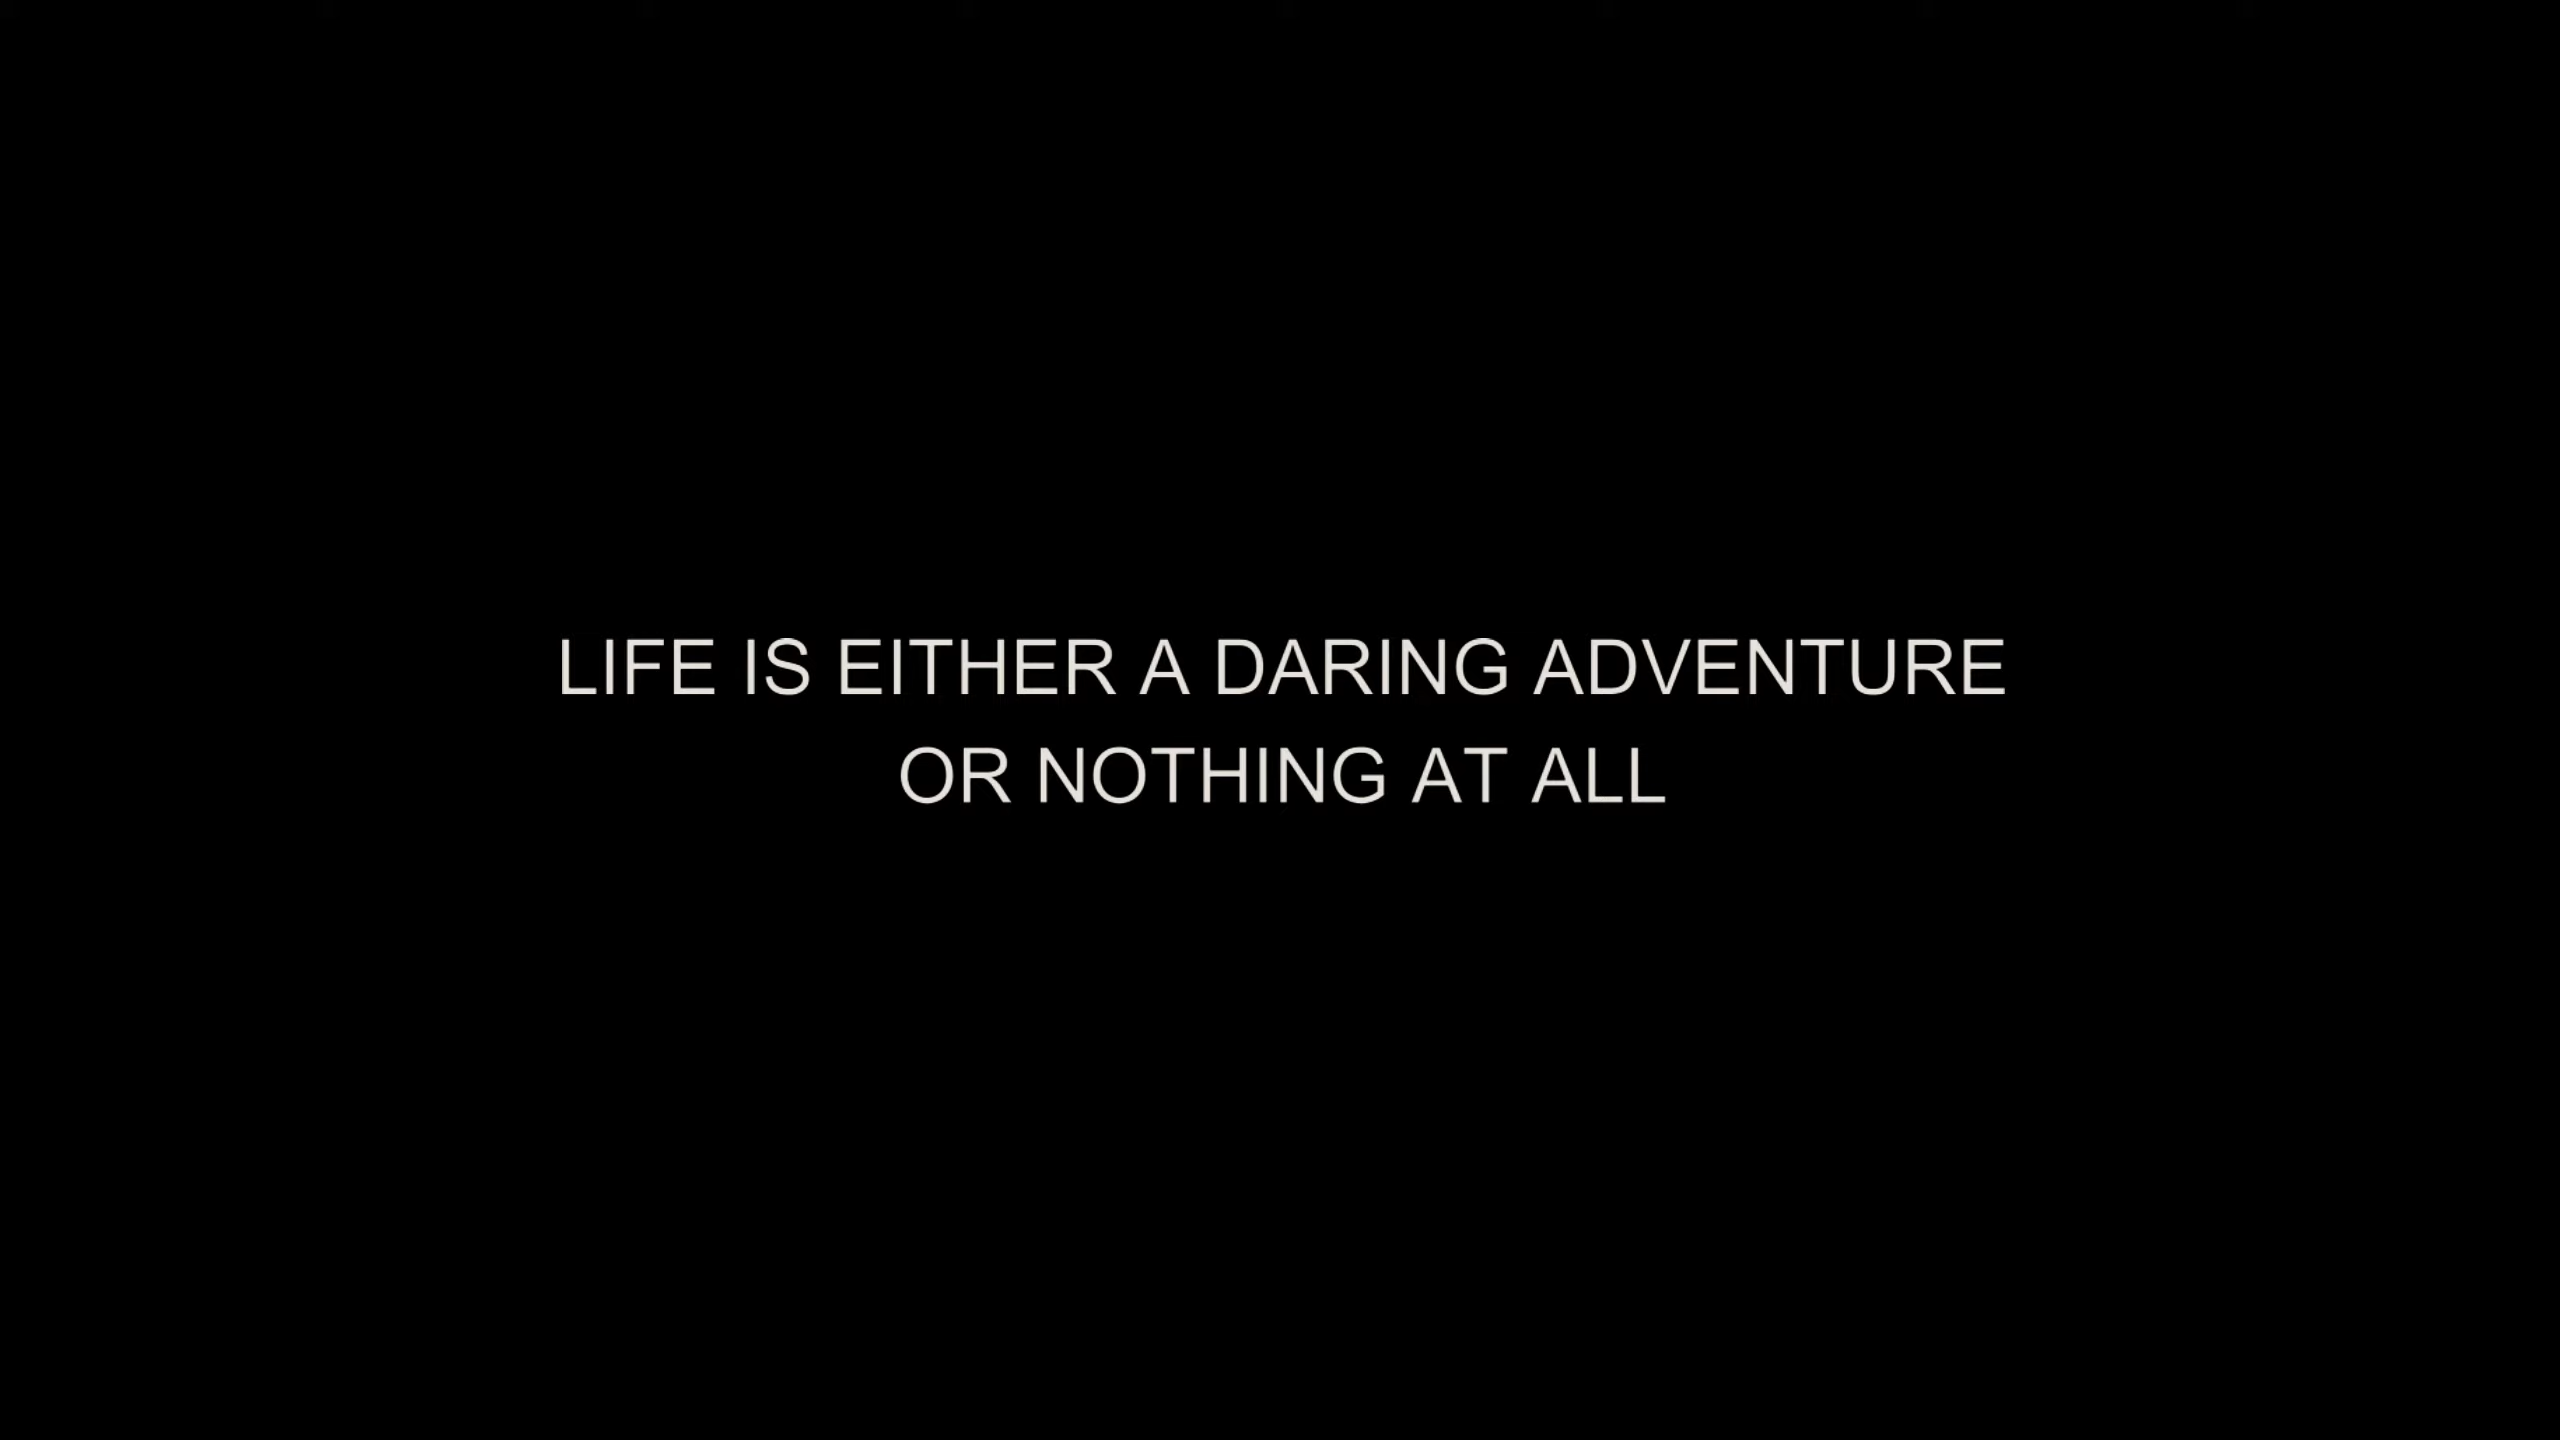 LIFE IS EITHER A DARING ADVENTURE
OR NOTHING AT ALL